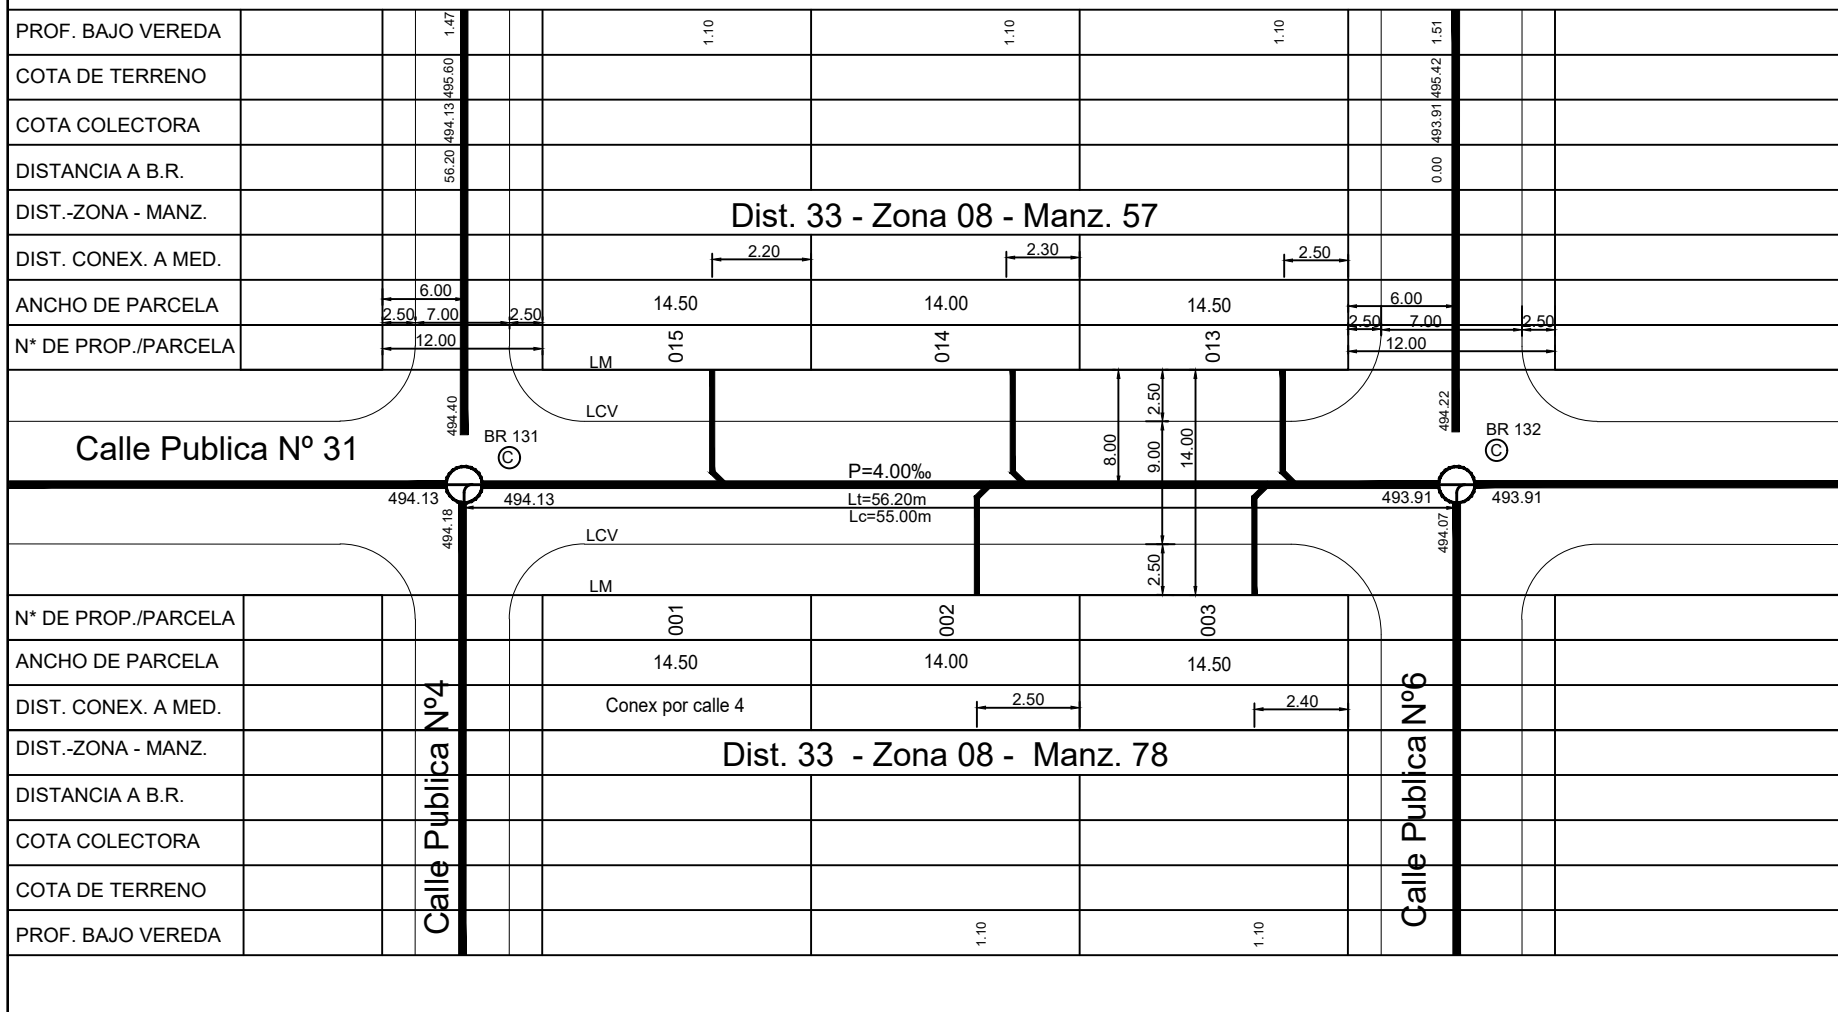 PROF. BAJO VEREDA 1.47 1.10 1.10 1.10 1.51
COTA DE TERRENO 495.60 495.42
COTA COLECTORA 494.13 493.91
DISTANCIA A B.R. 56.20 0.00
DIST.-ZONA - MANZ. Dist. 33 - Zona 08 - Manz. 57
DIST. CONEX. A MED. 2.20 2.30 2.50
ANCHO DE PARCELA 6.00 14.50 14.00 14.50 6.00
2.50 7.00 2.50 2.50 7.00 2.50
N* DE PROP./PARCELA 12.00 015 014 013 12.00
LM
494.40 LCV 2.50 494.22
Calle Publica Nº 31 BR 131 C 8.00 9.00 14.00 BR 132 C
P=4.00‰
494.13 494.13 Lt=56.20m 493.91 493.91
Lc=55.00m
494.18 LCV 494.07
2.50
LM
N* DE PROP./PARCELA 001 002 003
ANCHO DE PARCELA 14.50 14.00 14.50
DIST. CONEX. A MED. Conex por calle 4 2.50 2.40
DIST.-ZONA - MANZ. Dist. 33 - Zona 08 - Manz. 78
Calle Publica Nº4
Calle Publica Nº6
DISTANCIA A B.R.
COTA COLECTORA
COTA DE TERRENO
PROF. BAJO VEREDA 1.10 1.10